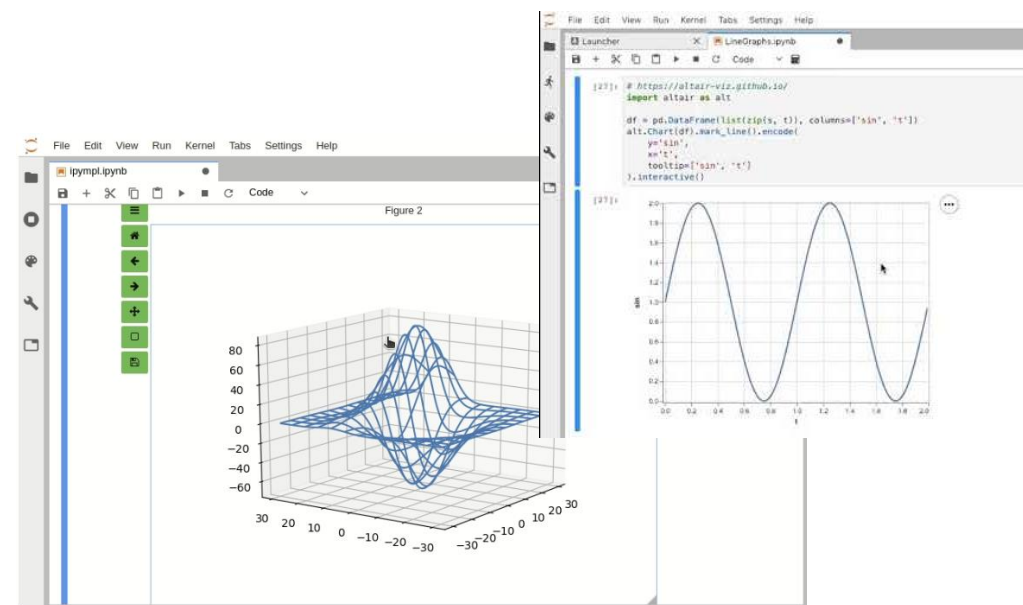 File Edit View Run Kernel Tabs Settings Help
ipympl.ipynb
Code
Figure 2
80
60
40
20
0
−20
−40
−60
30 20 10 0 −10 −20 −30
−30 −20 −10 0 10 20 30
File Edit View Run Kernel Tabs Settings Help
Launcher LineGraphs.ipynb
Code
[27]: # https://altair-viz.github.io/
import altair as alt
df = pd.DataFrame(list(zip(s, t)), columns=['sin', 't'])
alt.Chart(df).mark_line().encode(
y='sin',
x='t',
tooltip=['sin', 't']
).interactive()
[27]:
2.0
1.8
1.6
1.4
1.2
1.0
0.8
0.6
0.4
0.2
0.0
sin
0.0 0.2 0.4 0.6 0.8 1.0 1.2 1.4 1.6 1.8 2.0
t